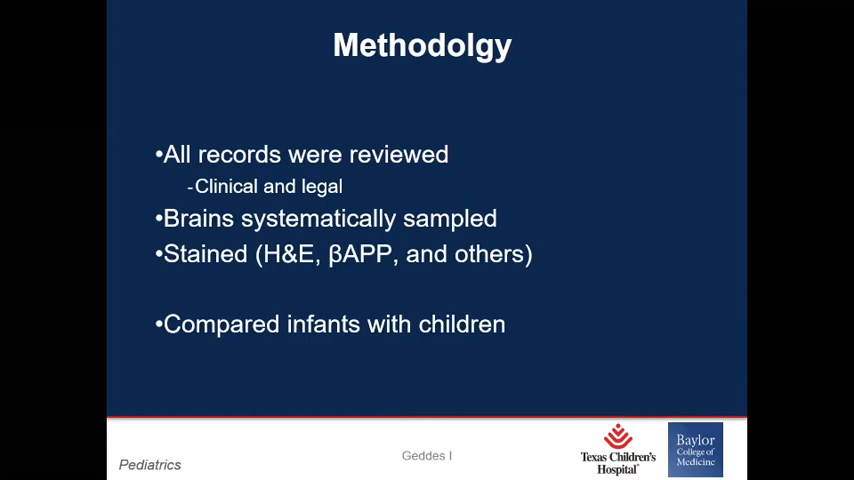 Methodolgy
•All records were reviewed
-Clinical and legal
•Brains systematically sampled
•Stained (H&E, βAPP, and others)
•Compared infants with children
Pediatrics
Geddes I
Texas Children's
Hospital
Baylor
College of
Medicine